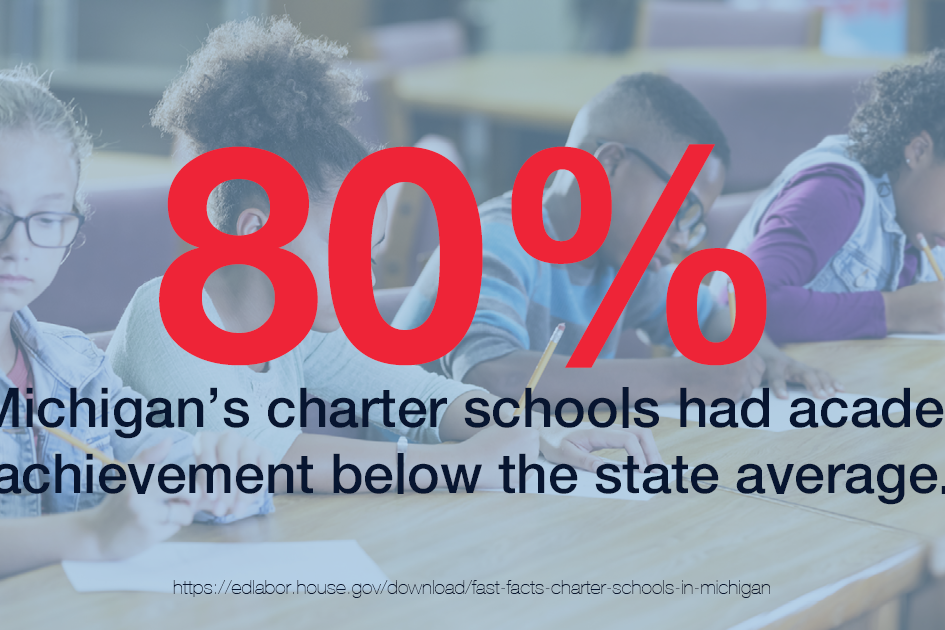 80%
Michigan’s charter schools had acade
achievement below the state average.
https://edlabor.house.gov/download/fast-facts-charter-schools-in-michigan